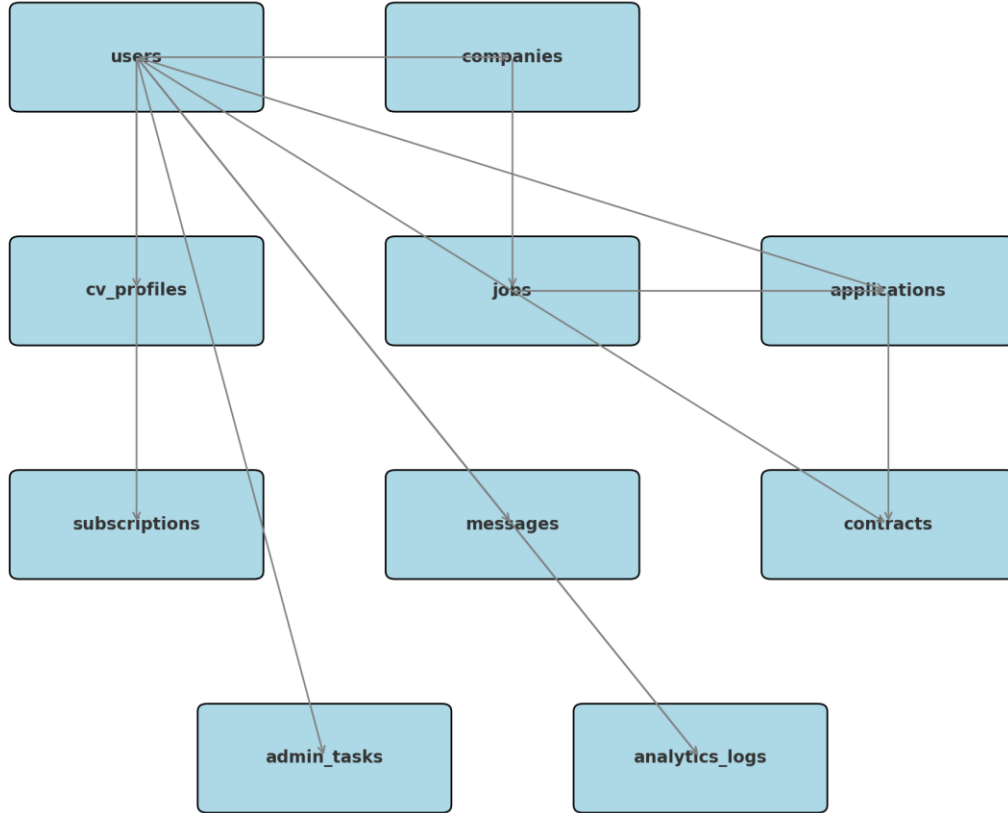 users
companies
cv_profiles
jobs
applications
subscriptions
messages
contracts
admin_tasks
analytics_logs